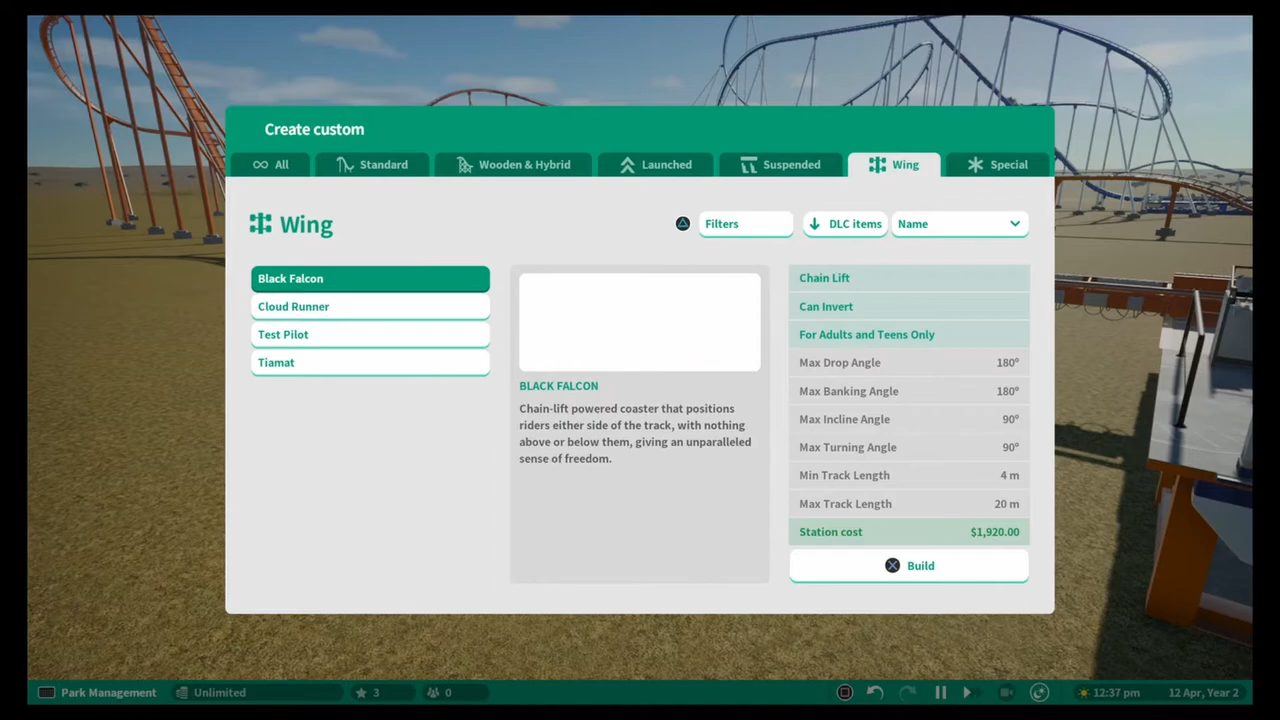 Create custom
All
Standard
Wooden & Hybrid
Launched
Suspended
Wing
Special
Wing
Filters
DLC items
Name
Black Falcon
Cloud Runner
Test Pilot
Tiamat
BLACK FALCON
Chain-lift powered coaster that positions
riders either side of the track, with nothing
above or below them, giving an unparalleled
sense of freedom.
Chain Lift
Can Invert
For Adults and Teens Only
Max Drop Angle 180°
Max Banking Angle 180°
Max Incline Angle 90°
Max Turning Angle 90°
Min Track Length 4 m
Max Track Length 20 m
Station cost $1,920.00
Build
Park Management
Unlimited
3
0
12:37 pm
12 Apr, Year 2